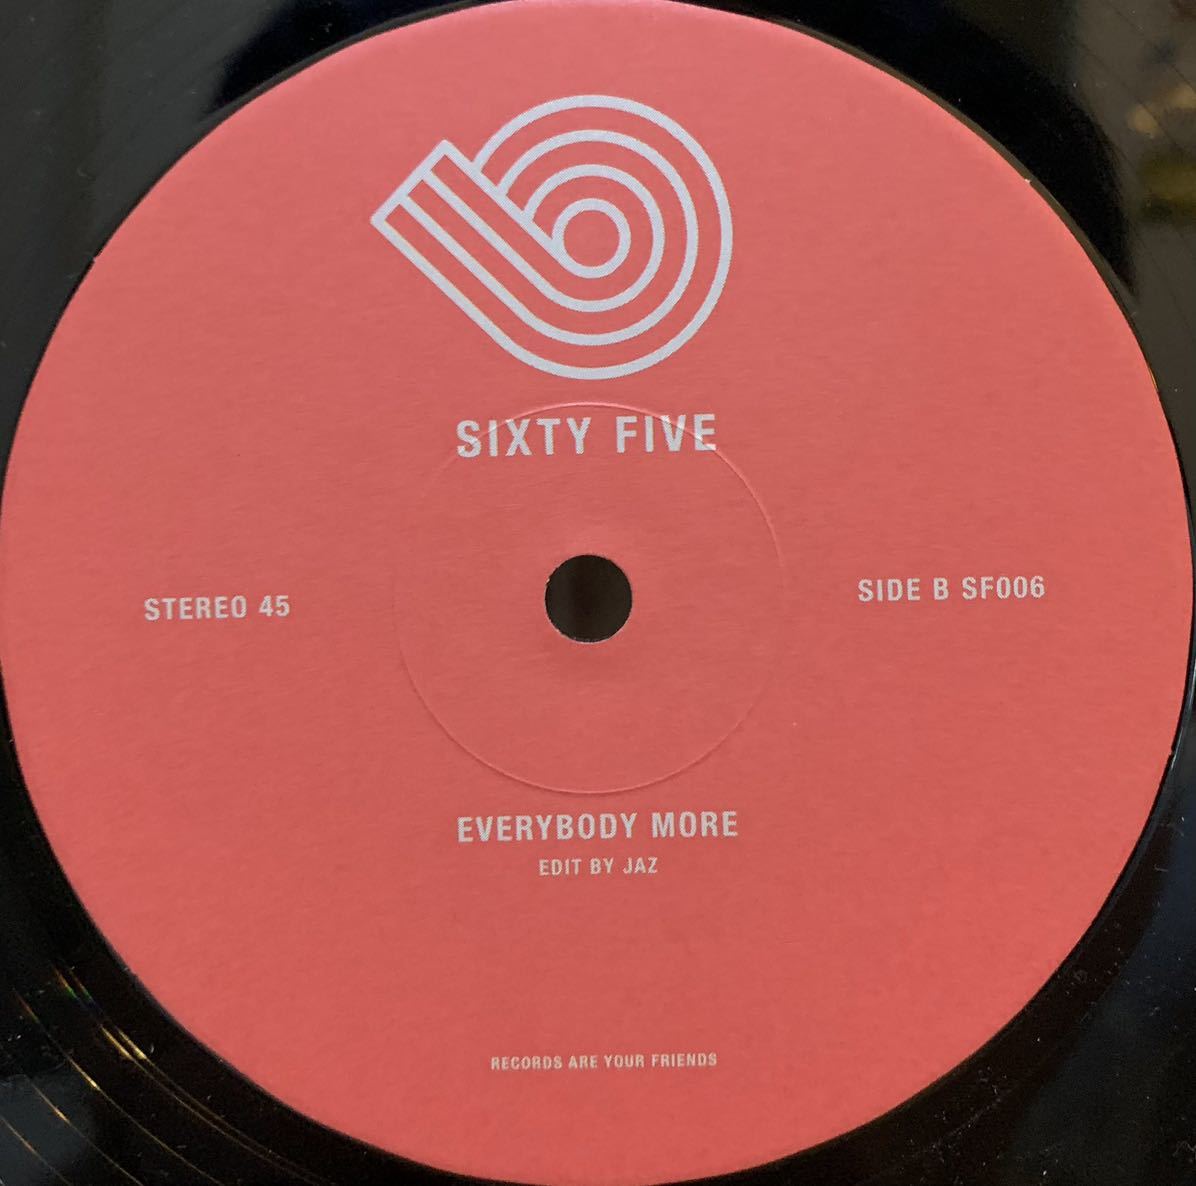 SIXTY FIVE
STEREO 45
SIDE B SF006
EVERYBODY MORE
EDIT BY JAZ
RECORDS ARE YOUR FRIENDS